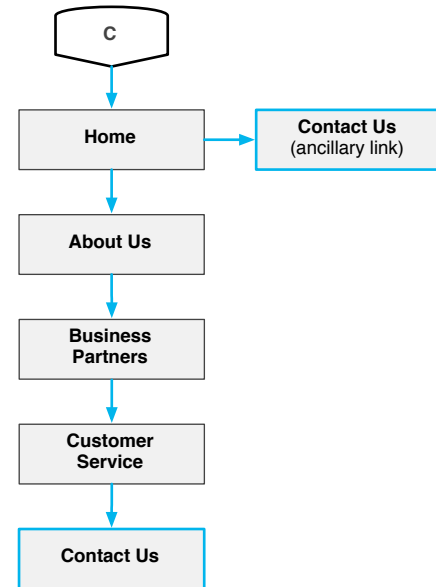 C
Home
Contact Us
(ancillary link)
About Us
Business
Partners
Customer
Service
Contact Us